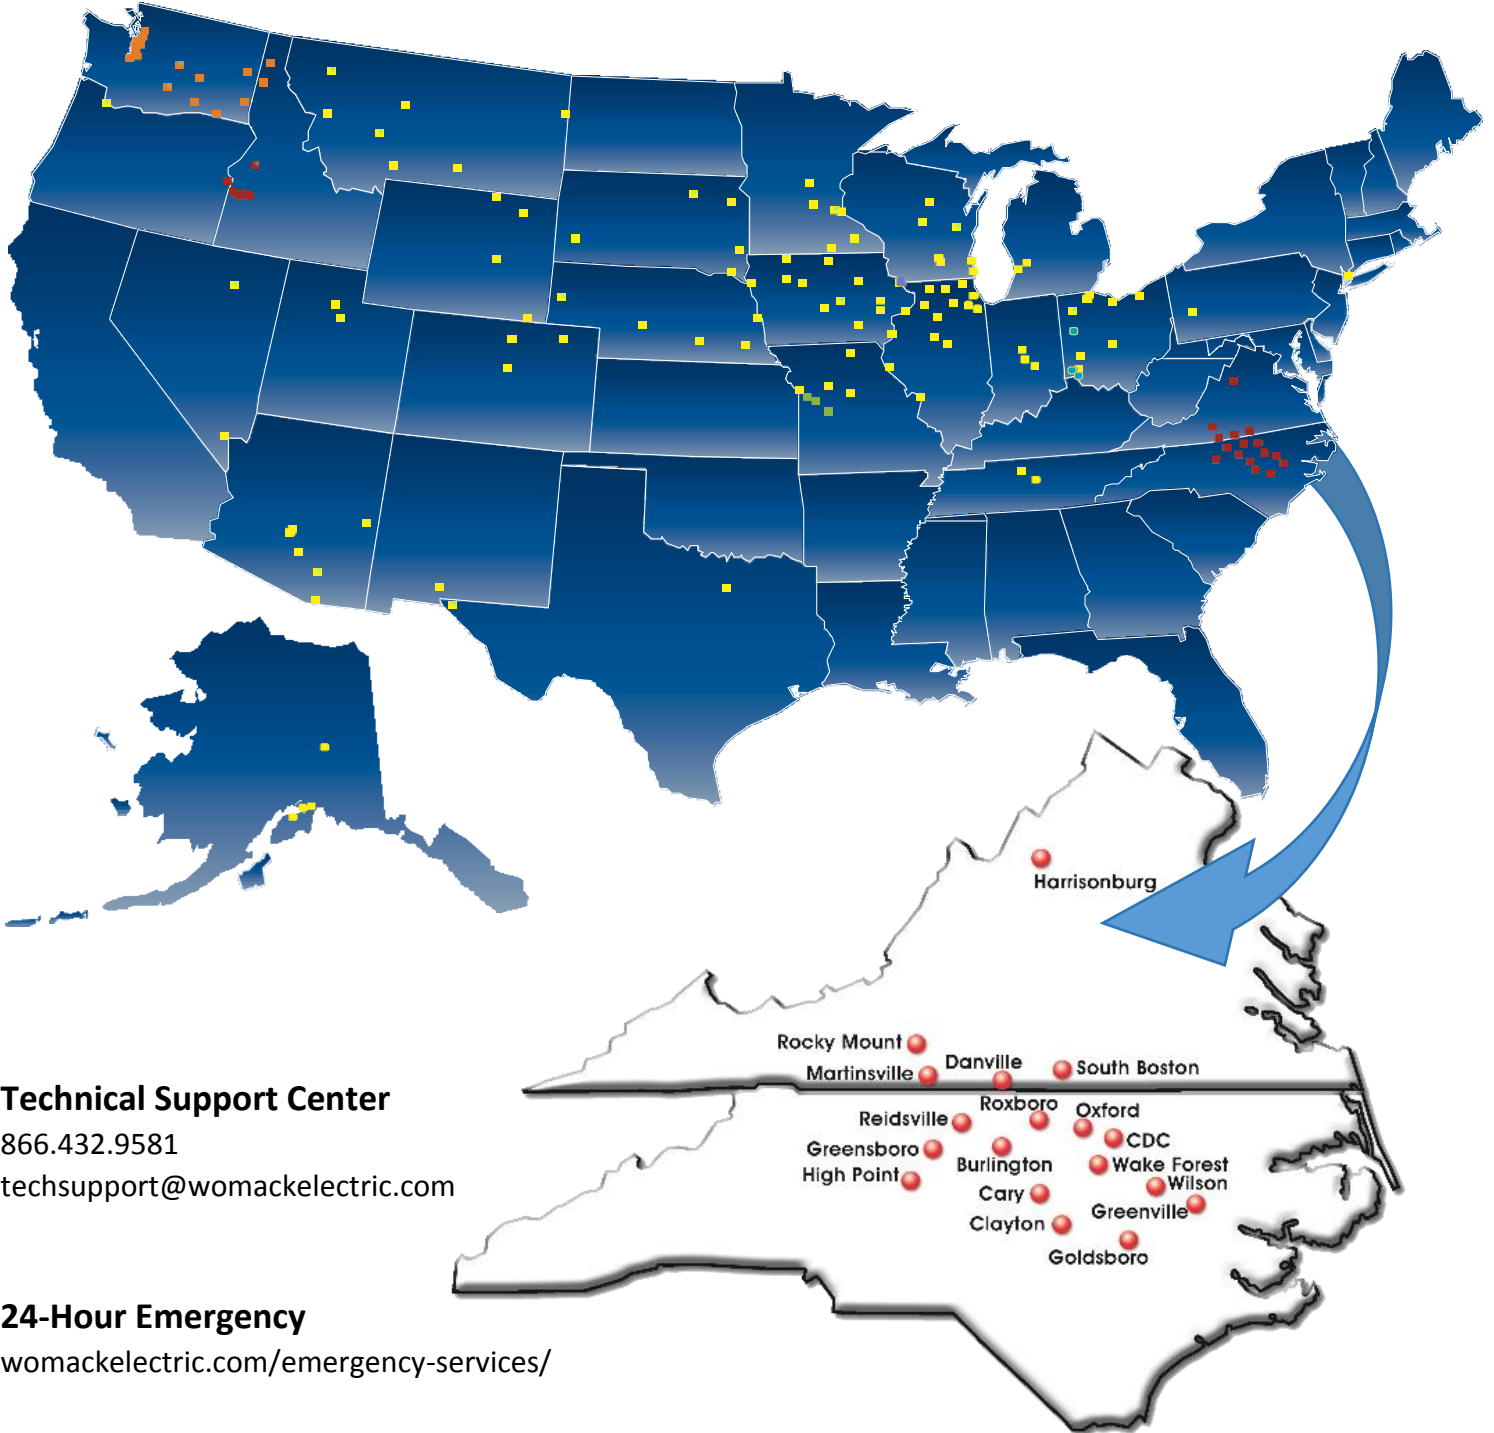 Harrisonburg
Rocky Mount
Danville
South Boston
Martinsville
Roxboro
Oxford
Reidsville
CDC
Greensboro
Burlington
Wake Forest
High Point
Wilson
Cary
Greenville
Clayton
Goldsboro
Technical Support Center
866.432.9581
techsupport@womackelectric.com
24-Hour Emergency
womackelectric.com/emergency-services/